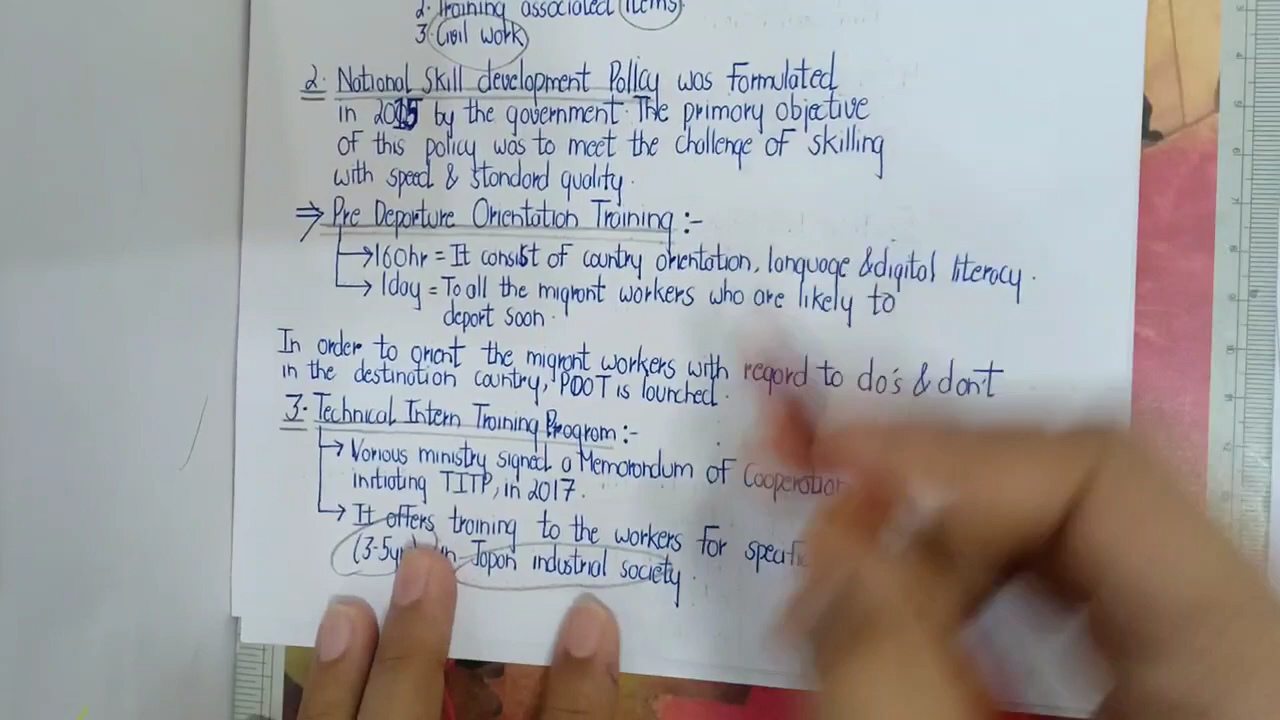 2. Training associated items
3. Civil work
2. National Skill development Policy was formulated
in 2015 by the government. The primary objective
of this policy was to meet the challenge of skilling
with speed & standard quality.
⇒ Pre Departure Orientation Training :-
→ 160hr = It consist of country orientation, language & digital literacy.
→ 1day = To all the migrant workers who are likely to
depart soon.
In order to orient the migrant workers with regard to do's & don't
in the destination country, PDOT is launched.
3. Technical Intern Training Program :-
→ Various ministry signed a Memorandum of Cooperation
initiating TITP, in 2017.
→ It offers training to the workers for
in Japan industrial society.